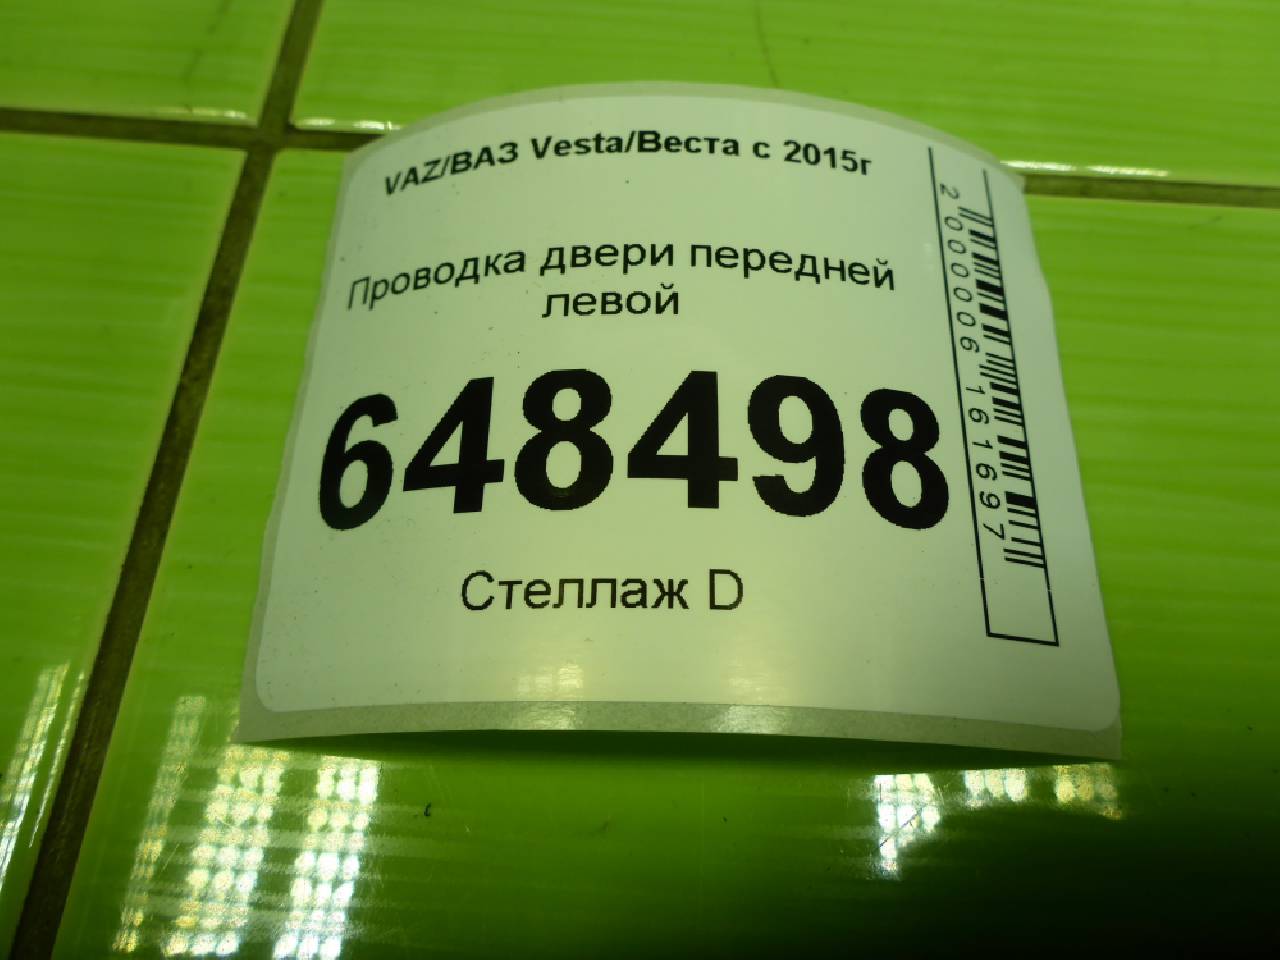 VAZ/ВАЗ Vesta/Веста с 2015г
Проводка двери передней
левой
648498
Стеллаж D
2000006161697